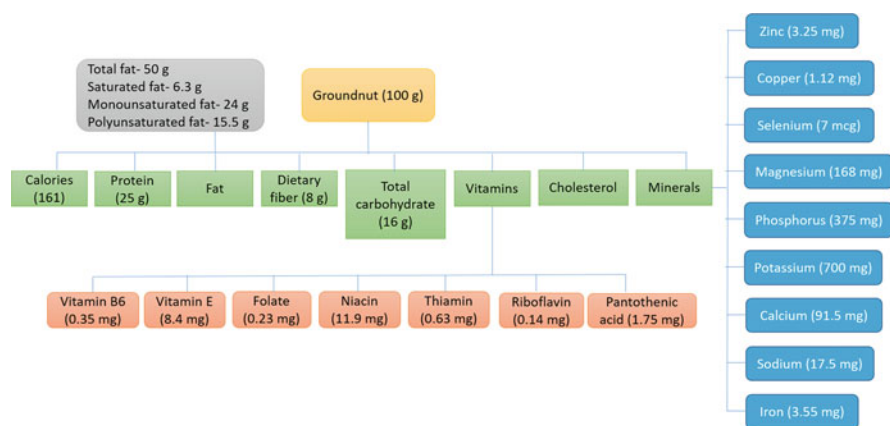 Total fat- 50 g
Saturated fat- 6.3 g
Monounsaturated fat- 24 g
Polyunsaturated fat- 15.5 g
Groundnut (100 g)
Calories
(161)
Protein
(25 g)
Fat
Dietary
fiber (8 g)
Total
carbohydrate
(16 g)
Vitamins
Cholesterol
Minerals
Vitamin B6
(0.35 mg)
Vitamin E
(8.4 mg)
Folate
(0.23 mg)
Niacin
(11.9 mg)
Thiamin
(0.63 mg)
Riboflavin
(0.14 mg)
Pantothenic
acid (1.75 mg)
Zinc (3.25 mg)
Copper (1.12 mg)
Selenium (7 mcg)
Magnesium (168 mg)
Phosphorus (375 mg)
Potassium (700 mg)
Calcium (91.5 mg)
Sodium (17.5 mg)
Iron (3.55 mg)